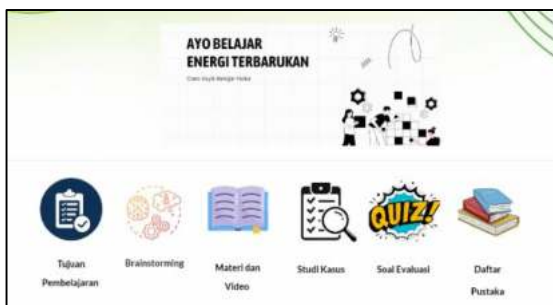 AYO BELAJAR
ENERGI TERBARUKAN
Tujuan
Pembelajaran
Brainstorming
Materi dan
Video
Studi Kasus
QUIZ!
Soal Evaluasi
Daftar
Pustaka